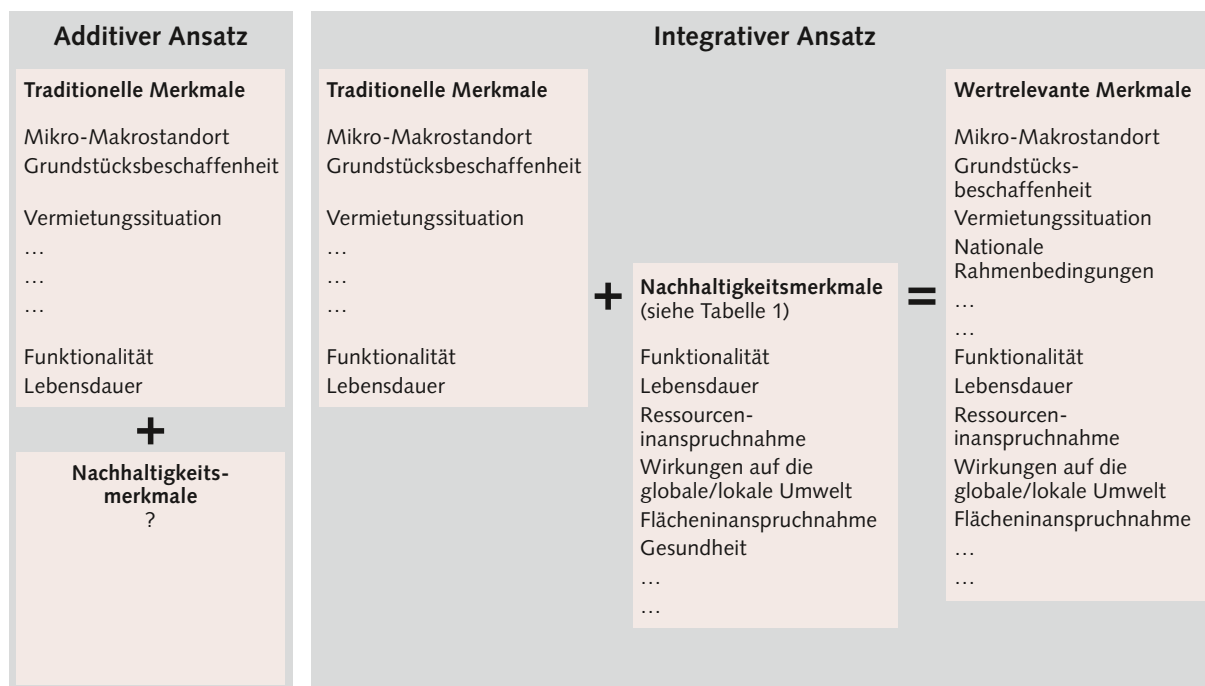 Additiver Ansatz
Traditionelle Merkmale
Mikro-Makrostandort
Grundstücksbeschaffenheit
Vermietungssituation
…
…
…
Funktionalität
Lebensdauer
+
Nachhaltigkeits-
merkmale
?
Integrativer Ansatz
Traditionelle Merkmale
Mikro-Makrostandort
Grundstücksbeschaffenheit
Vermietungssituation
…
…
…
Funktionalität
Lebensdauer
+
Nachhaltigkeitsmerkmale
(siehe Tabelle 1)
Funktionalität
Lebensdauer
Ressourcen-
inanspruchnahme
Wirkungen auf die
globale/lokale Umwelt
Flächeninanspruchnahme
Gesundheit
…
…
=
Wertrelevante Merkmale
Mikro-Makrostandort
Grundstücks-
beschaffenheit
Vermietungssituation
Nationale
Rahmenbedingungen
…
…
Funktionalität
Lebensdauer
Ressourcen-
inanspruchnahme
Wirkungen auf die
globale/lokale Umwelt
Flächeninanspruchnahme
…
…